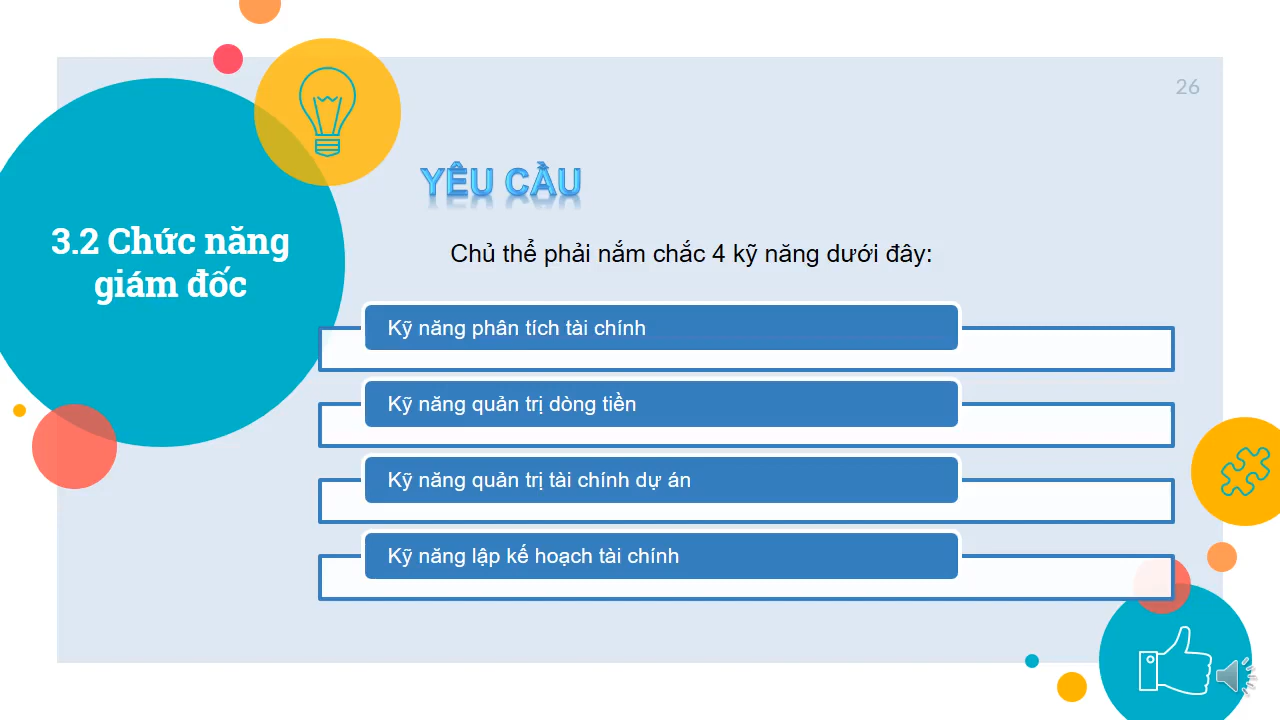 26
3.2 Chức năng
giám đốc
YÊU CẦU
Chủ thể phải nắm chắc 4 kỹ năng dưới đây:
Kỹ năng phân tích tài chính
Kỹ năng quản trị dòng tiền
Kỹ năng quản trị tài chính dự án
Kỹ năng lập kế hoạch tài chính